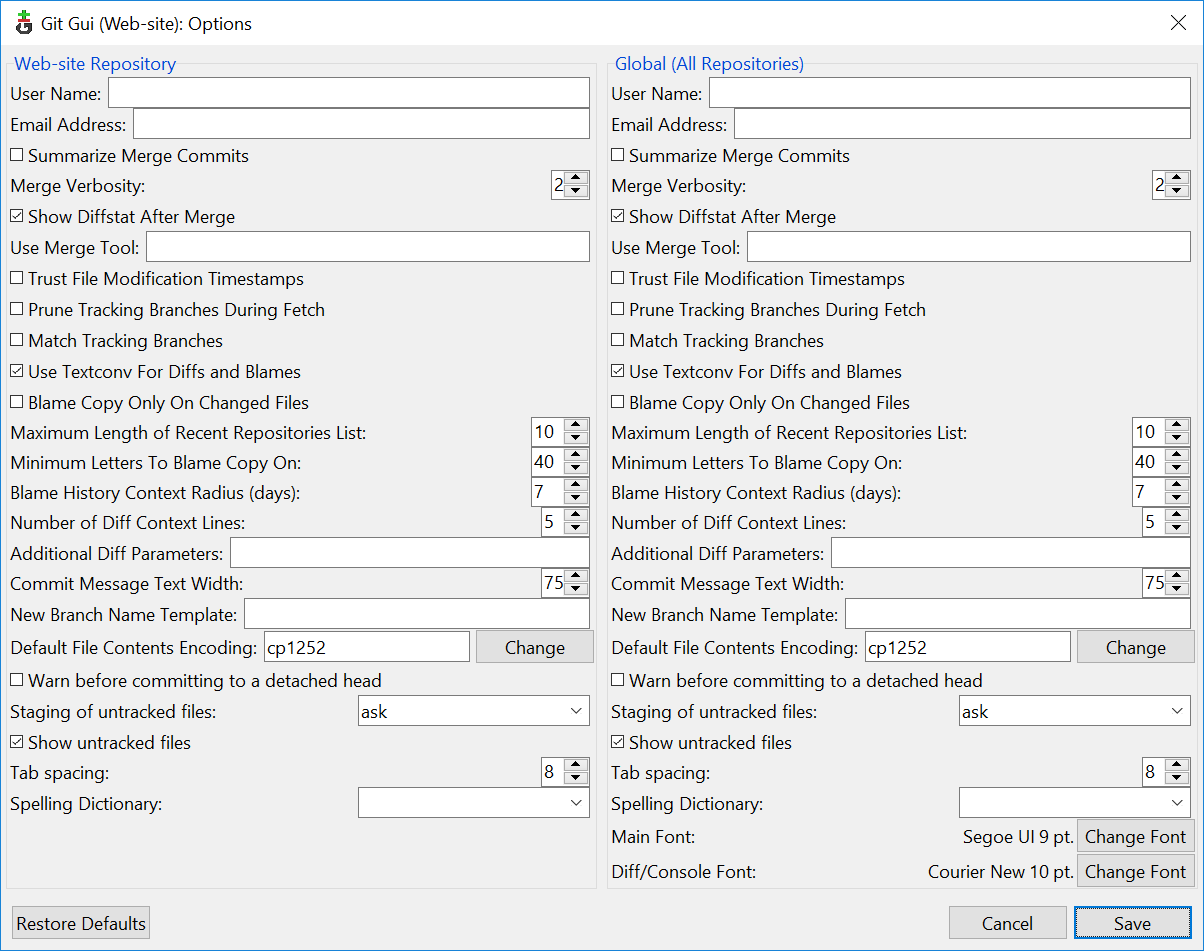 Git Gui (Web-site): Options
Web-site Repository
User Name:
Email Address:
Summarize Merge Commits
Merge Verbosity: 2
Show Diffstat After Merge
Use Merge Tool:
Trust File Modification Timestamps
Prune Tracking Branches During Fetch
Match Tracking Branches
Use Textconv For Diffs and Blames
Blame Copy Only On Changed Files
Maximum Length of Recent Repositories List: 10
Minimum Letters To Blame Copy On: 40
Blame History Context Radius (days): 7
Number of Diff Context Lines: 5
Additional Diff Parameters:
Commit Message Text Width: 75
New Branch Name Template:
Default File Contents Encoding: cp1252 Change
Warn before committing to a detached head
Staging of untracked files: ask
Show untracked files
Tab spacing: 8
Spelling Dictionary:
Global (All Repositories)
User Name:
Email Address:
Summarize Merge Commits
Merge Verbosity: 2
Show Diffstat After Merge
Use Merge Tool:
Trust File Modification Timestamps
Prune Tracking Branches During Fetch
Match Tracking Branches
Use Textconv For Diffs and Blames
Blame Copy Only On Changed Files
Maximum Length of Recent Repositories List: 10
Minimum Letters To Blame Copy On: 40
Blame History Context Radius (days): 7
Number of Diff Context Lines: 5
Additional Diff Parameters:
Commit Message Text Width: 75
New Branch Name Template:
Default File Contents Encoding: cp1252 Change
Warn before committing to a detached head
Staging of untracked files: ask
Show untracked files
Tab spacing: 8
Spelling Dictionary:
Main Font: Segoe UI 9 pt. Change Font
Diff/Console Font: Courier New 10 pt. Change Font
Restore Defaults Cancel Save